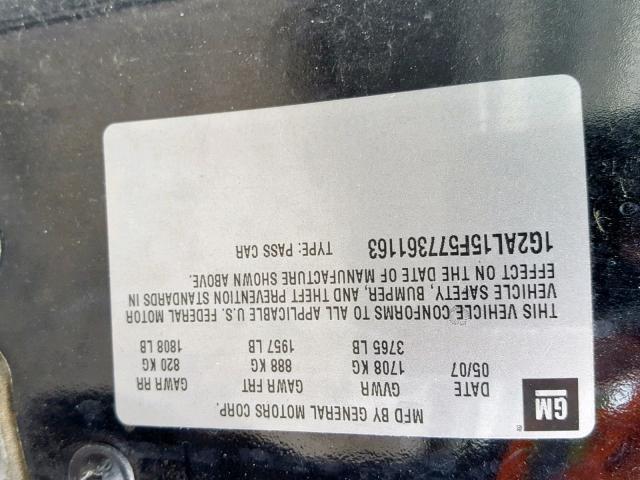 GM
MFD BY GENERAL MOTORS CORP.
DATE GVWR GAWR FRT GAWR RR
05/07 1708 KG 888 KG 820 KG
3765 LB 1957 LB 1808 LB
THIS VEHICLE CONFORMS TO ALL APPLICABLE U.S. FEDERAL MOTOR
VEHICLE SAFETY, BUMPER, AND THEFT PREVENTION STANDARDS IN
EFFECT ON THE DATE OF MANUFACTURE SHOWN ABOVE.
1G2AL15F577361163 TYPE: PASS CAR